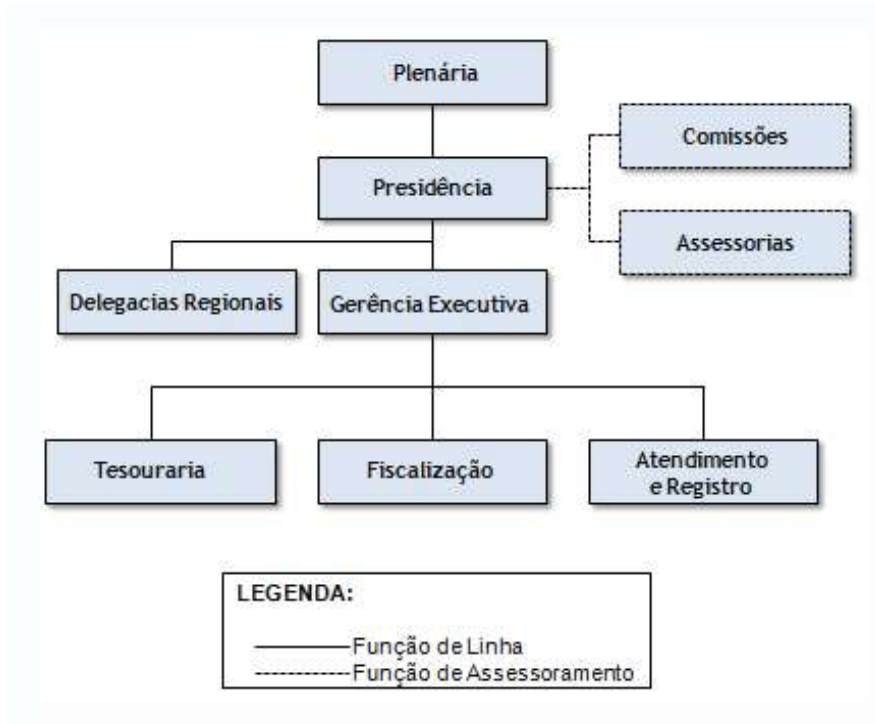 Plenária
Comissões
Presidência
Assessorias
Delegacias Regionais
Gerência Executiva
Tesouraria
Fiscalização
Atendimento
e Registro
LEGENDA:
Função de Linha
Função de Assessoramento